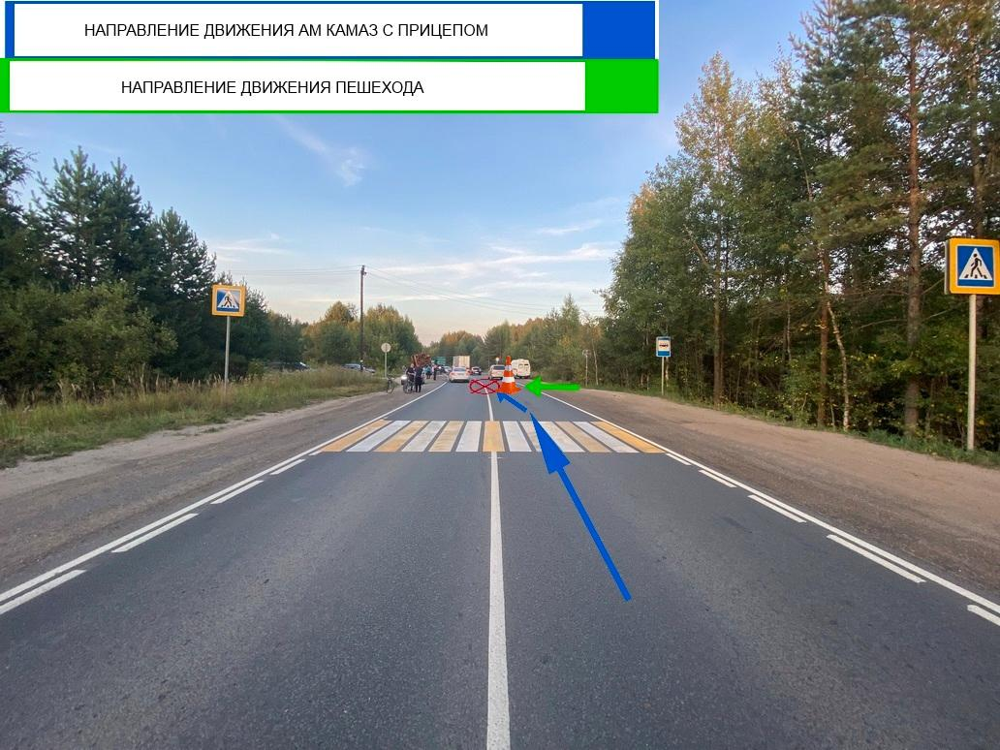 НАПРАВЛЕНИЕ ДВИЖЕНИЯ АМ КАМАЗ С ПРИЦЕПОМ
НАПРАВЛЕНИЕ ДВИЖЕНИЯ ПЕШЕХОДА